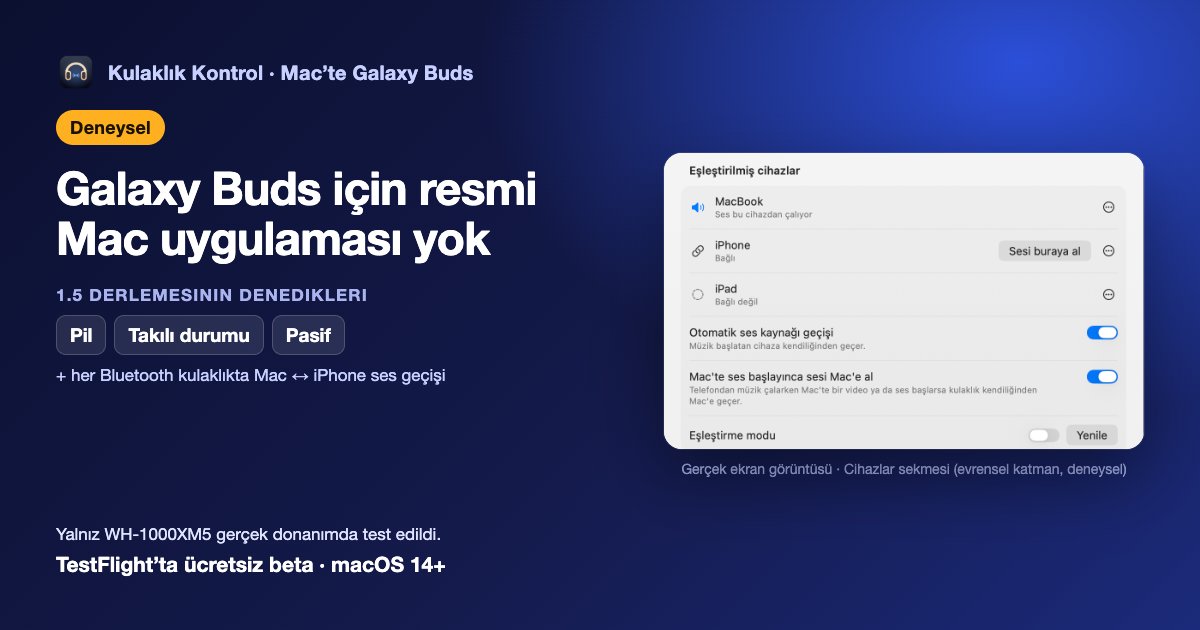 Kulaklık Kontrol · Mac’te Galaxy Buds
Deneysel
Galaxy Buds için resmi
Mac uygulaması yok
1.5 DERLEMESININ DENEDIKLERI
Pil
Takılı durumu
Pasif
+ her Bluetooth kulaklıkta Mac ↔ iPhone ses geçişi
Yalnız WH-1000XM5 gerçek donanımda test edildi.
TestFlight’ta ücretsiz beta · macOS 14+
Eşleştirilmiş cihazlar
MacBook
Ses bu cihazdan çalıyor
iPhone
Bağlı
Sesi buraya al
iPad
Bağlı değil
Otomatik ses kaynağı geçişi
Müzik başlatan cihaza kendiliğinden geçer.
Mac'te ses başlayınca sesi Mac'e al
Telefondan müzik çalarken Mac'te bir video ya da ses başlarsa kulaklık kendiliğinden
Mac'e geçer.
Eşleştirme modu
Yenile
Gerçek ekran görüntüsü · Cihazlar sekmesi (evrensel katman, deneysel)